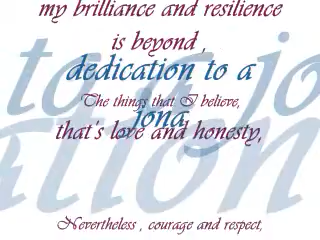 my brilliance and resilience
is beyond ,
dedication to a
The things that I believe,
jona
that's love and honesty,
Nevertheless , courage and respect,